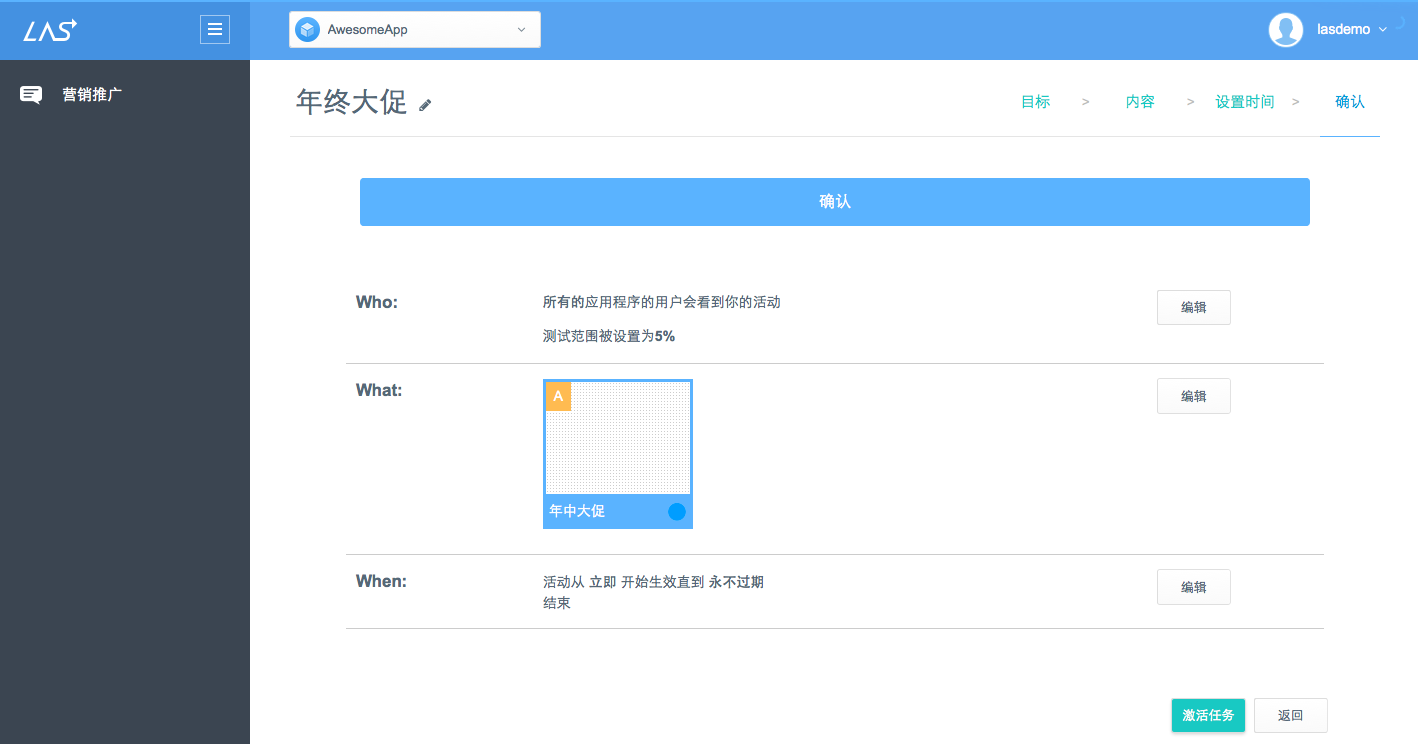 LAS
AwesomeApp
lasdemo
营销推广
年终大促
目标 > 内容 > 设置时间 > 确认
确认
Who:
所有的应用程序的用户会看到你的活动
测试范围被设置为5%
编辑
What:
A
年中大促
编辑
When:
活动从 立即 开始生效直到 永不过期
结束
编辑
激活任务
返回